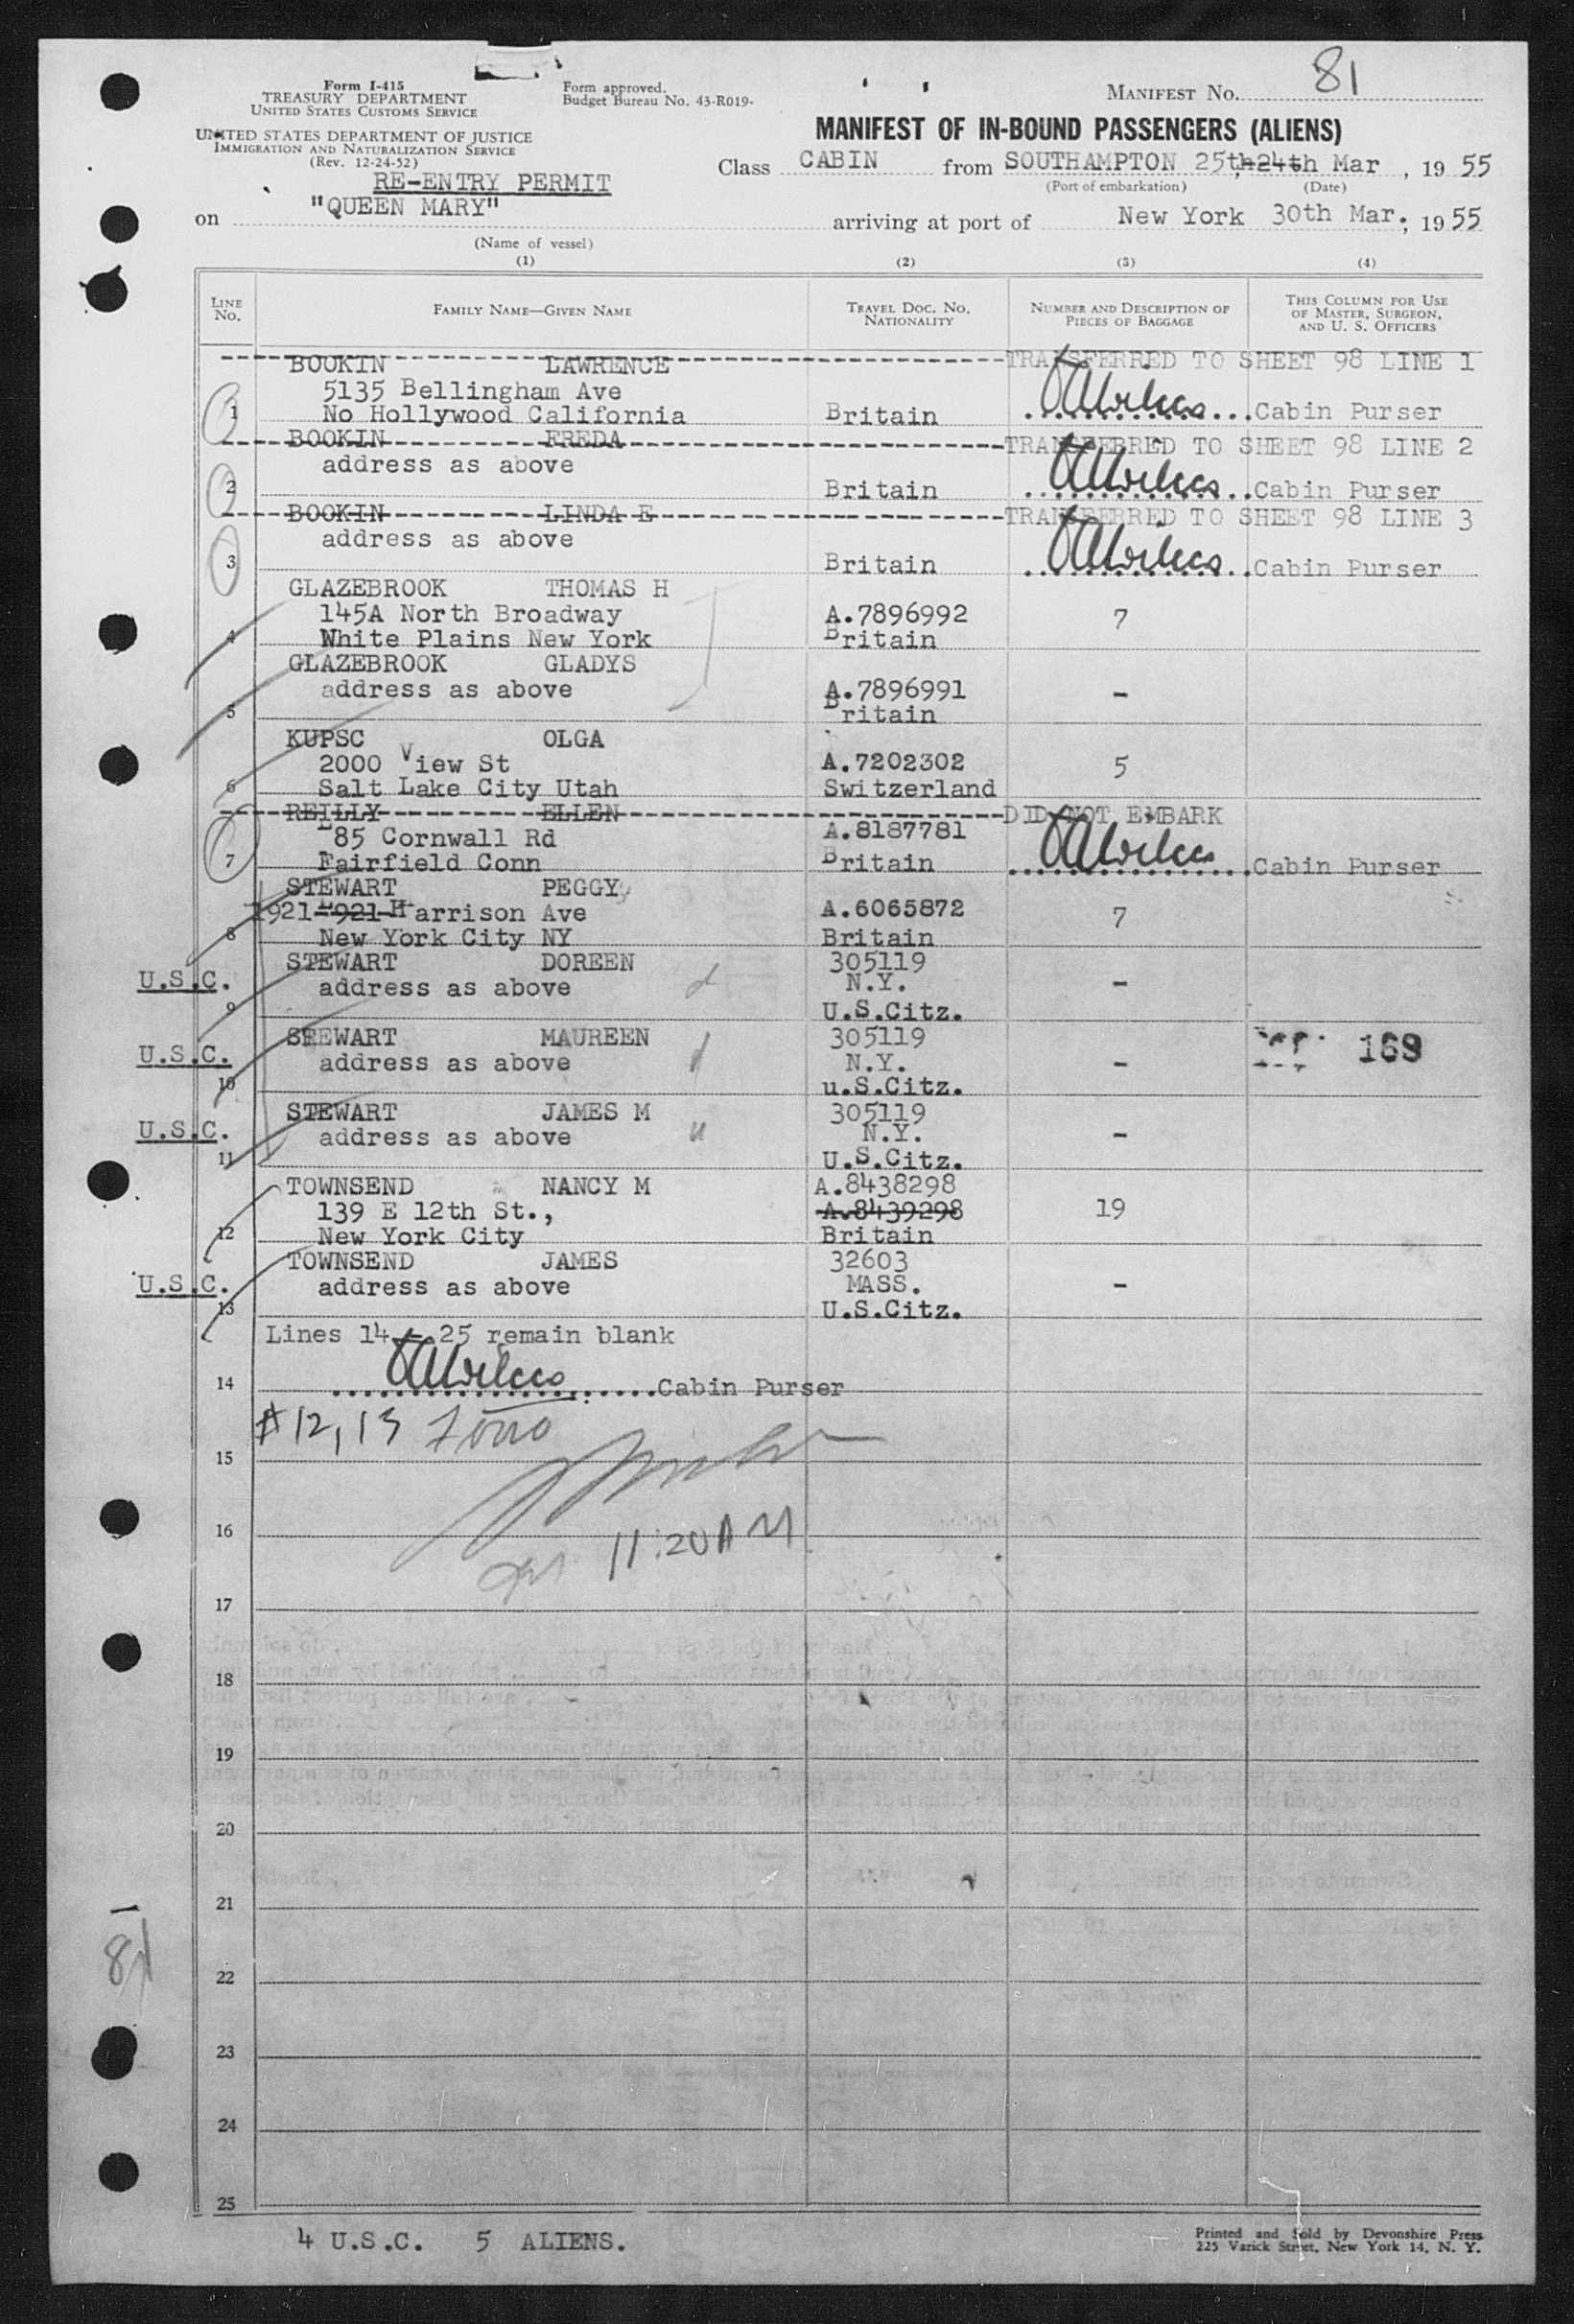 Form I-415
TREASURY DEPARTMENT
UNITED STATES CUSTOMS SERVICE
UNITED STATES DEPARTMENT OF JUSTICE
IMMIGRATION AND NATURALIZATION SERVICE
(Rev. 12-24-52)
Form approved.
Budget Bureau No. 43-R019-
MANIFEST NO. 81
MANIFEST OF IN-BOUND PASSENGERS (ALIENS)
RE-ENTRY PERMIT
Class CABIN from SOUTHAMPTON 25th, 24th Mar, 1955
(Port of embarkation) (Date)
on "QUEEN MARY" arriving at port of New York 30th Mar., 1955
(Name of vessel)
(1) (2) (3) (4)
LINE NO. FAMILY NAME—GIVEN NAME TRAVEL DOC. NO. NATIONALITY NUMBER AND DESCRIPTION OF PIECES OF BAGGAGE THIS COLUMN FOR USE OF MASTER, SURGEON, AND U. S. OFFICERS
BOOKIN LAWRENCE TRANSFERRED TO SHEET 98 LINE 1
5135 Bellingham Ave
1 No Hollywood California Britain Cabin Purser
BOOKIN FREDA TRANSFERRED TO SHEET 98 LINE 2
address as above
2 Britain Cabin Purser
BOOKIN LINDA E TRANSFERRED TO SHEET 98 LINE 3
address as above
3 Britain Cabin Purser
GLAZEBROOK THOMAS H
145A North Broadway A.7896992 7
4 White Plains New York Britain
GLAZEBROOK GLADYS
address as above A.7896991 -
5 Britain
KUPSC OLGA
2000 View St A.7202302 5
6 Salt Lake City Utah Switzerland
REILLY ELLEN DID NOT EMBARK
85 Cornwall Rd A.8187781
7 Fairfield Conn Britain Cabin Purser
STEWART PEGGY
1921 921 Harrison Ave A.6065872 7
8 New York City NY Britain
STEWART DOREEN 305119
U.S.C. address as above N.Y. -
9 U.S.Citz.
SEEWART MAUREEN 305119
U.S.C. address as above N.Y. - 169
10 u.S.Citz.
STEWART JAMES M 305119
U.S.C. address as above N.Y. -
11 U.S.Citz.
TOWNSEND NANCY M A.8438298
139 E 12th St., A.8439298 19
12 New York City Britain
TOWNSEND JAMES 32603
U.S.C. address as above MASS. -
13 U.S.Citz.
Lines 14 - 25 remain blank
14 Cabin Purser
#12, 13
15
16 11:20AM
17
18
19
20
21
22
81
23
24
25
4 U.S.C. 5 ALIENS.
Printed and Sold by Devonshire Press
225 Varick Street, New York 14, N. Y.